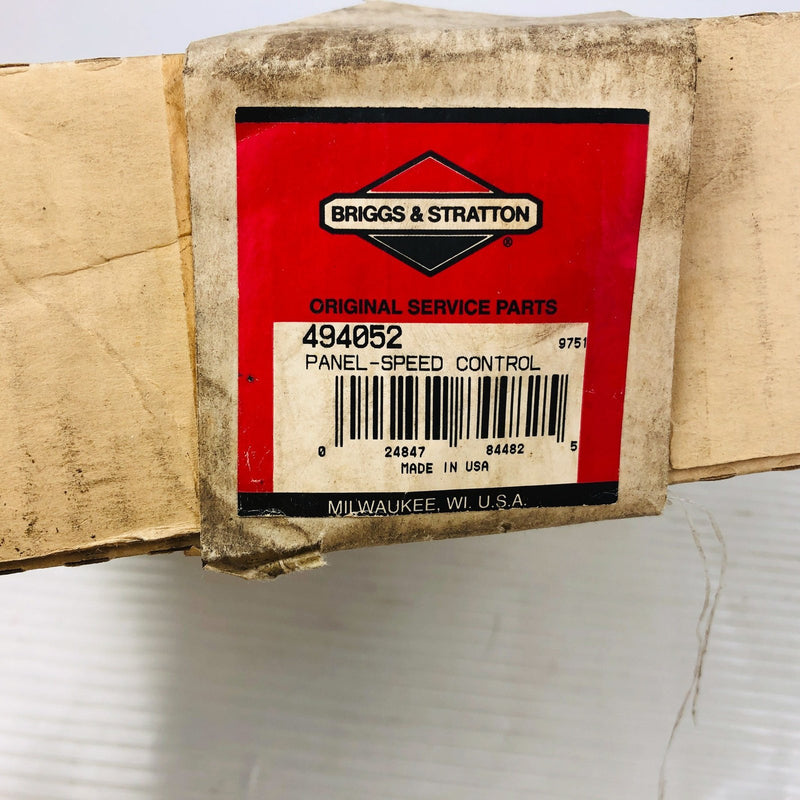 BRIGGS & STRATTON
®
ORIGINAL SERVICE PARTS
494052
9751
PANEL-SPEED CONTROL
0 24847 84482 5
MADE IN USA
MILWAUKEE, WI. U.S.A.